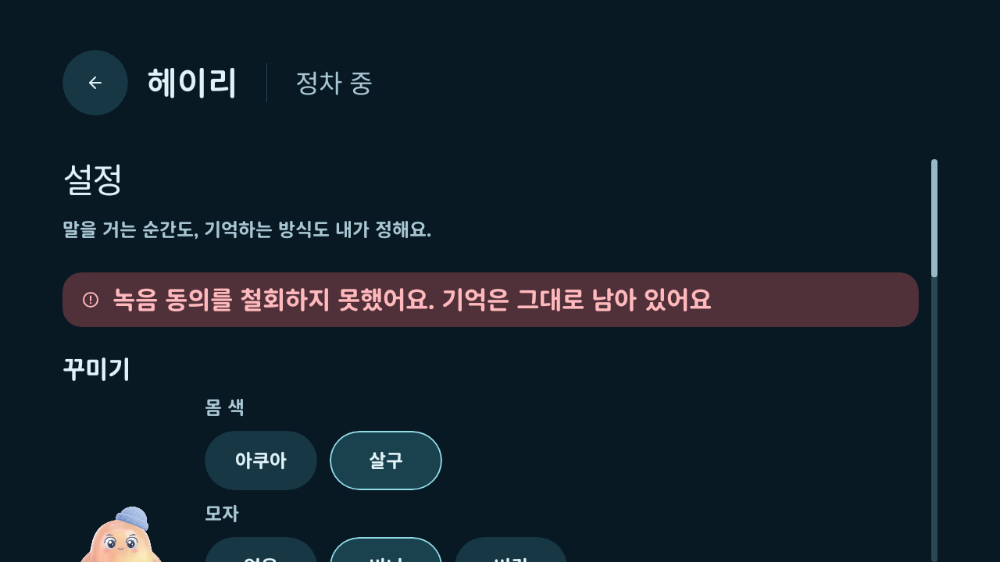 헤이리
정차 중
설정
말을 거는 순간도, 기억하는 방식도 내가 정해요.
녹음 동의를 철회하지 못했어요. 기억은 그대로 남아 있어요
꾸미기
몸 색
아쿠아
살구
모자